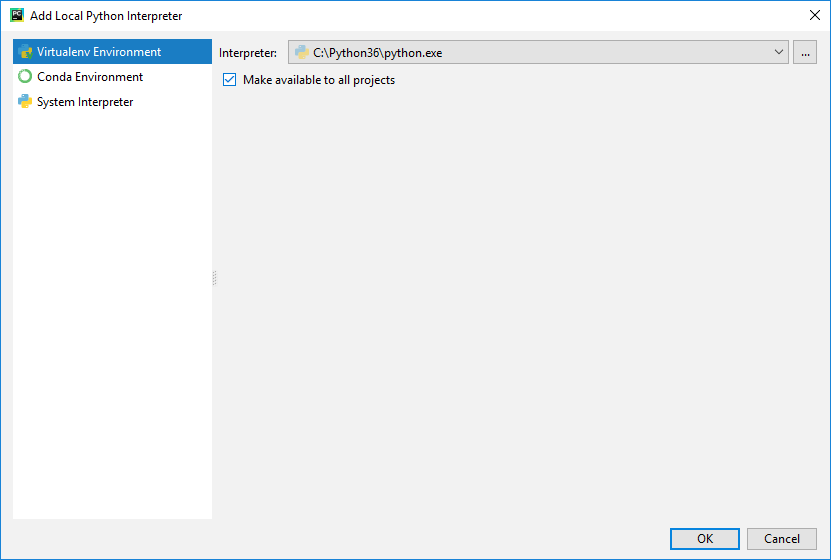 Add Local Python Interpreter
Virtualenv Environment
Conda Environment
System Interpreter
Interpreter: C:\Python36\python.exe ...
Make available to all projects
OK Cancel